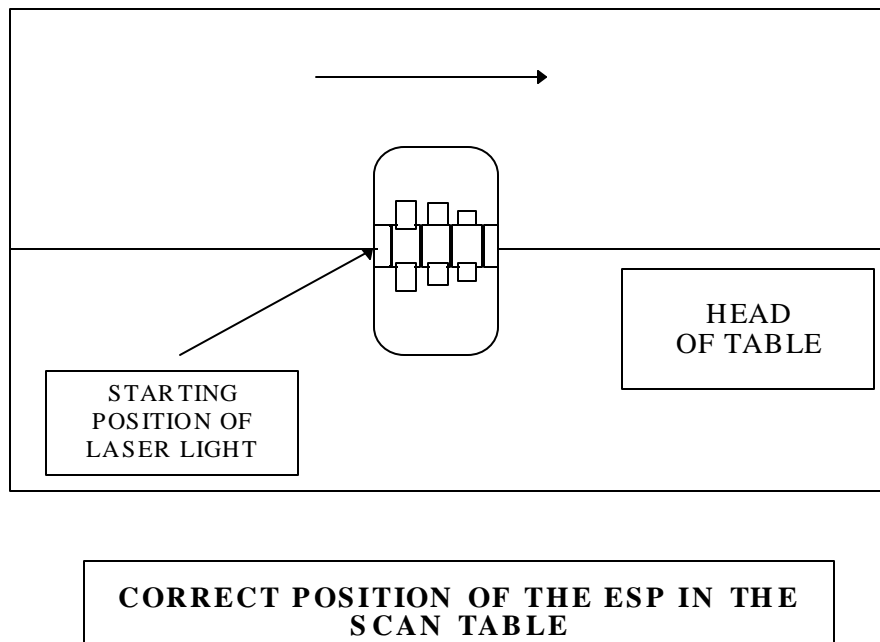 HEAD
OF TABLE
STARTING
POSITION OF
LASER LIGHT
CORRECT POSITION OF THE ESP IN THE
SCAN TABLE